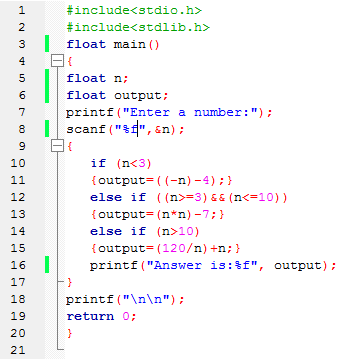 1 #include<stdio.h>
2 #include<stdlib.h>
3 float main()
4 {
5 float n;
6 float output;
7 printf("Enter a number:");
8 scanf("%f",&n);
9 {
10 if (n<3)
11 {output=((-n)-4);}
12 else if ((n>=3)&&(n<=10))
13 {output=(n*n)-7;}
14 else if (n>10)
15 {output=(120/n)+n;}
16 printf("Answer is:%f", output);
17 }
18 printf("\n\n");
19 return 0;
20 }
21